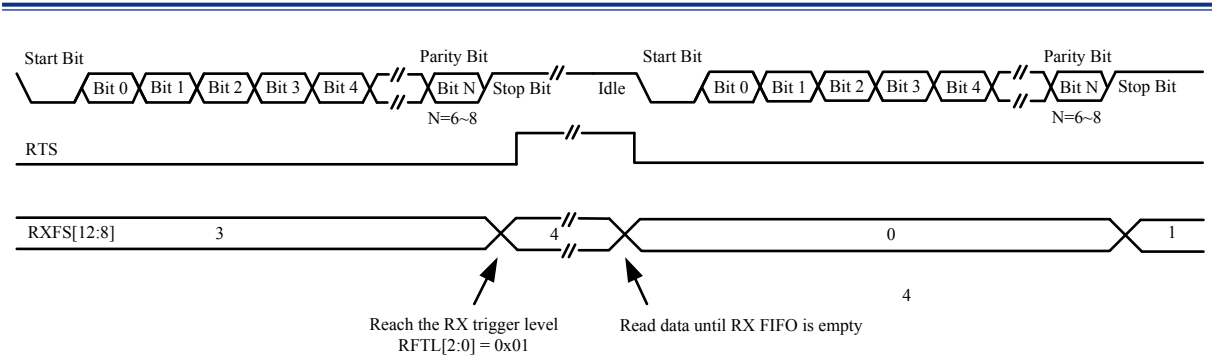 Start Bit Parity Bit Start Bit Parity Bit
Bit 0 Bit 1 Bit 2 Bit 3 Bit 4 Bit N Stop Bit Idle Bit 0 Bit 1 Bit 2 Bit 3 Bit 4 Bit N Stop Bit
N=6~8 N=6~8
RTS
RXFS[12:8] 3 4 0 1
4
Reach the RX trigger level Read data until RX FIFO is empty
RFTL[2:0] = 0x01